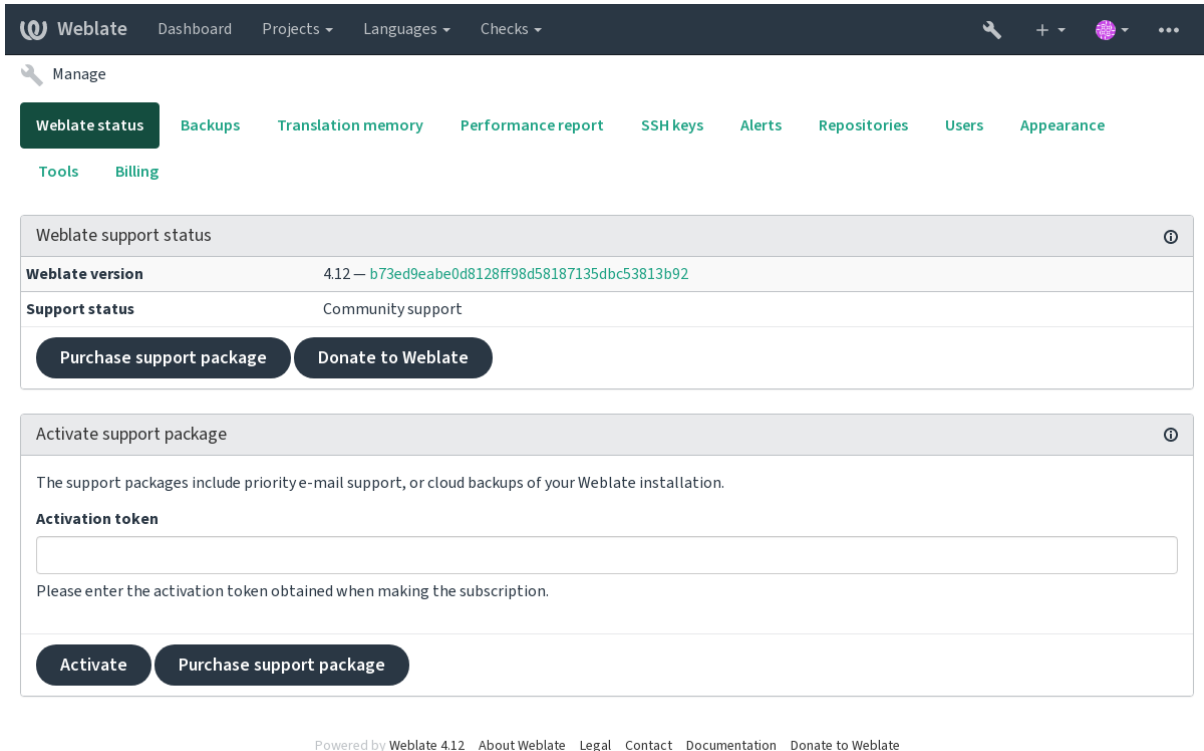 Weblate Dashboard Projects Languages Checks
Manage
Weblate status Backups Translation memory Performance report SSH keys Alerts Repositories Users Appearance
Tools Billing
Weblate support status
Weblate version 4.12 — b73ed9eabe0d8128ff98d58187135dbc53813b92
Support status Community support
Purchase support package Donate to Weblate
Activate support package
The support packages include priority e-mail support, or cloud backups of your Weblate installation.
Activation token
Please enter the activation token obtained when making the subscription.
Activate Purchase support package
Powered by Weblate 4.12 About Weblate Legal Contact Documentation Donate to Weblate